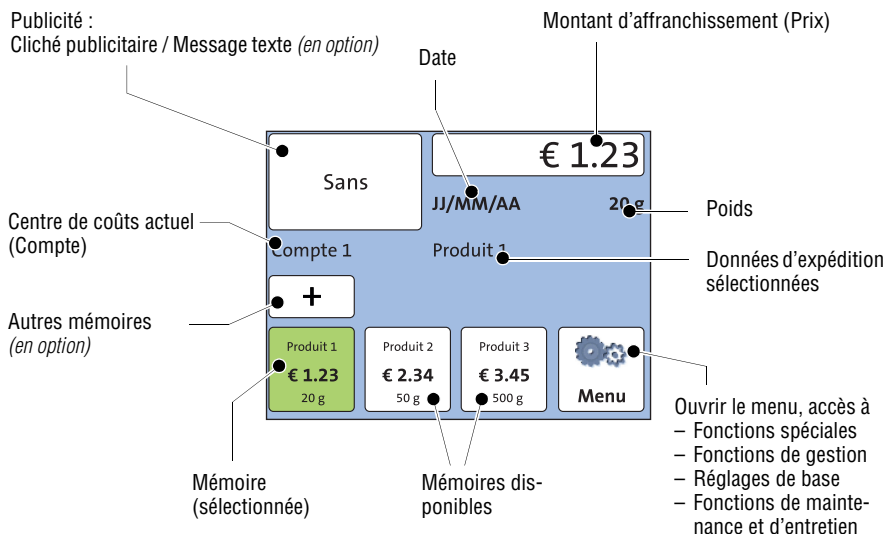 Publicité :
Cliché publicitaire / Message texte (en option)
Montant d'affranchissement (Prix)
Date
€ 1.23
Sans
JJ/MM/AA
20 g
Poids
Centre de coûts actuel
(Compte)
Compte 1
Produit 1
Données d'expédition
sélectionnées
+
Autres mémoires
(en option)
Produit 1
€ 1.23
20 g
Produit 2
€ 2.34
50 g
Produit 3
€ 3.45
500 g
Menu
Ouvrir le menu, accès à
– Fonctions spéciales
– Fonctions de gestion
– Réglages de base
– Fonctions de mainte-
nance et d'entretien
Mémoire
(sélectionnée)
Mémoires dis-
ponibles